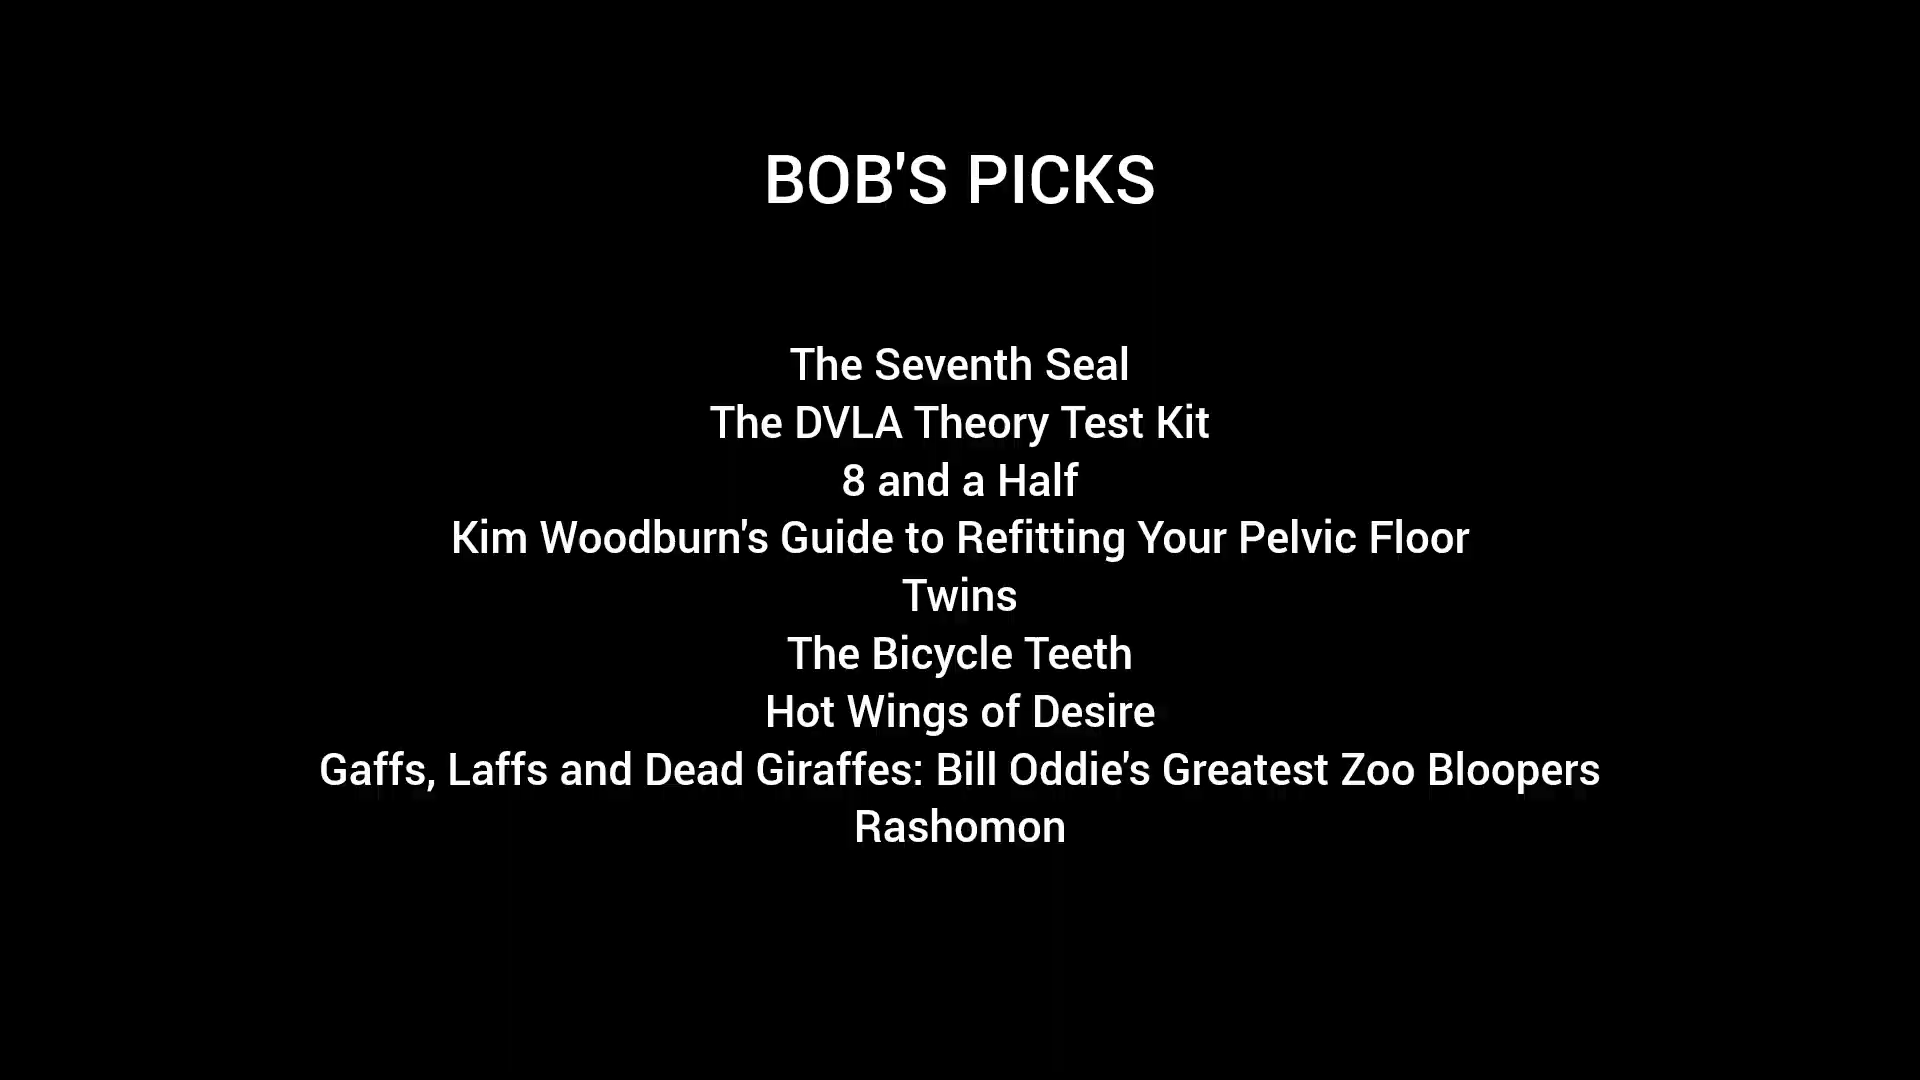 BOB'S PICKS
The Seventh Seal
The DVLA Theory Test Kit
8 and a Half
Kim Woodburn's Guide to Refitting Your Pelvic Floor
Twins
The Bicycle Teeth
Hot Wings of Desire
Gaffs, Laffs and Dead Giraffes: Bill Oddie's Greatest Zoo Bloopers
Rashomon